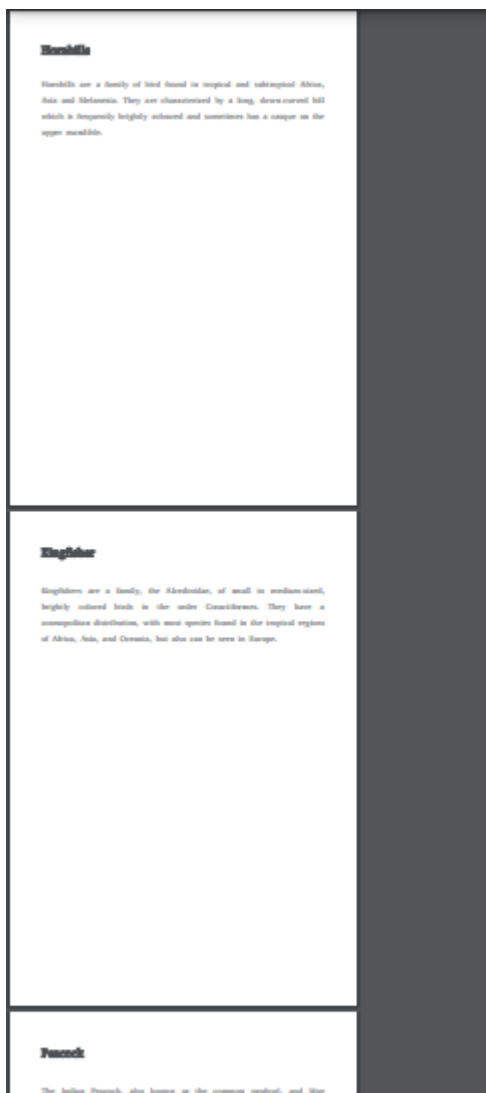 Hornbills
Hornbills are a family of bird found in tropical and subtropical Africa,
Asia and Melanesia. They are characterized by a long, down-curved bill
which is frequently brightly coloured and sometimes has a casque on the
upper mandible.
Kingfisher
Kingfishers are a family, the Alcedinidae, of small to medium-sized,
brightly colored birds in the order Coraciiformes. They have a
cosmopolitan distribution, with most species found in the tropical regions
of Africa, Asia, and Oceania, but also can be seen in Europe.
Peacock
The Indian Peacock, also known as the common peafowl, and blue